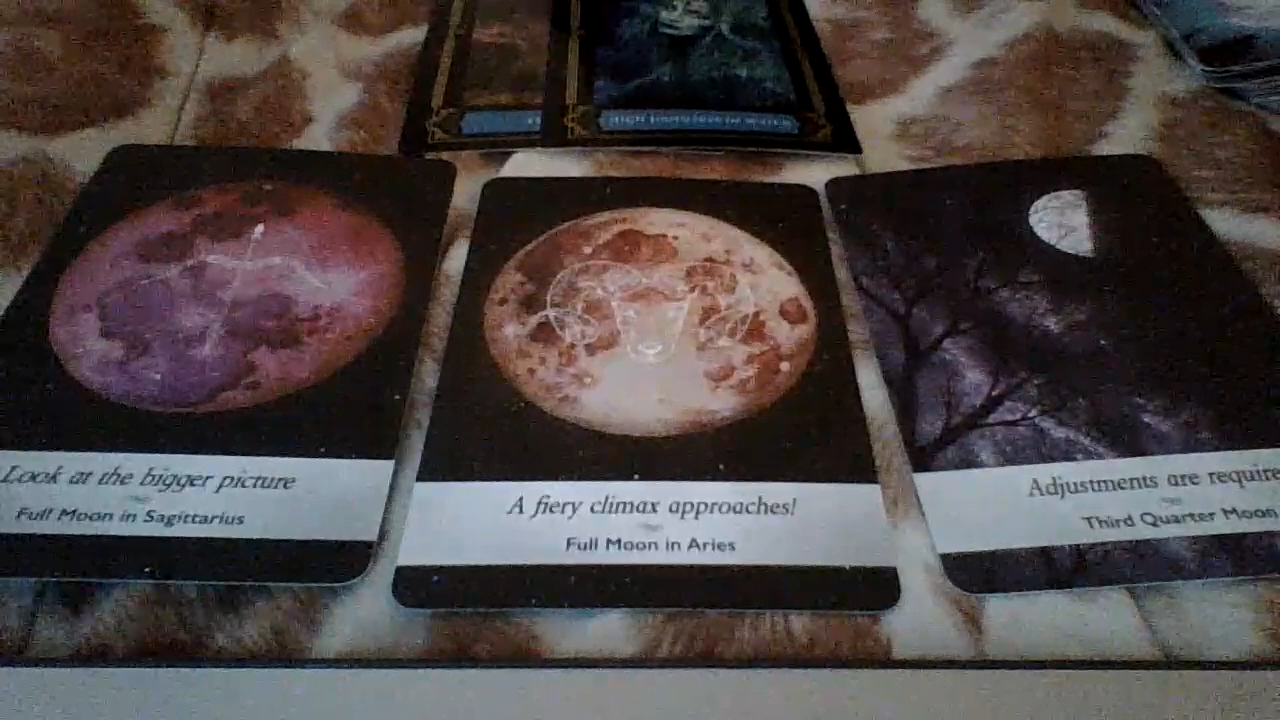 HIGH
Look at the bigger picture
Full Moon in Sagittarius
A fiery climax approaches!
Full Moon in Aries
Adjustments are require
Third Quarter Moon